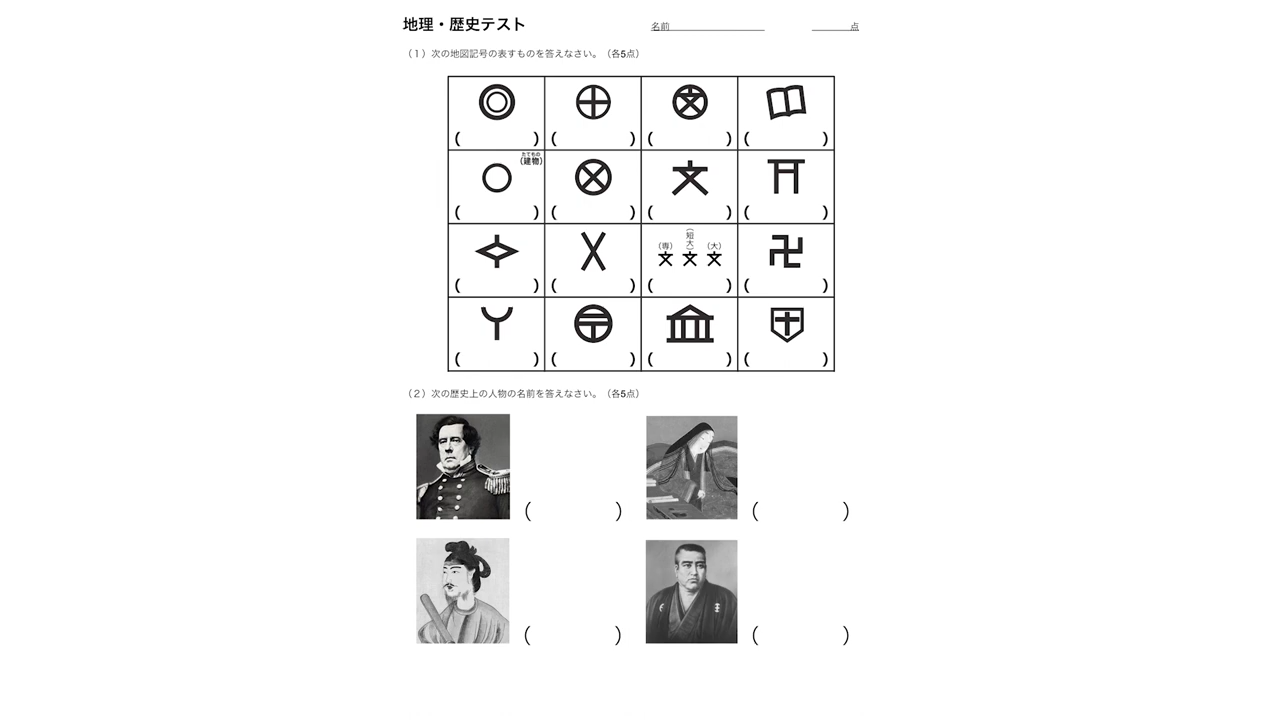 地理・歴史テスト
名前 点
（1）次の地図記号の表すものを答えなさい。（各5点）
( ) ( ) ( ) ( )
たてもの
(建物)
( ) ( ) ( ) ( )
(専) (短大) (大)
文 文 文
( ) ( ) ( ) ( )
( ) ( ) ( ) ( )
（2）次の歴史上の人物の名前を答えなさい。（各5点）
( ) ( )
( ) ( )